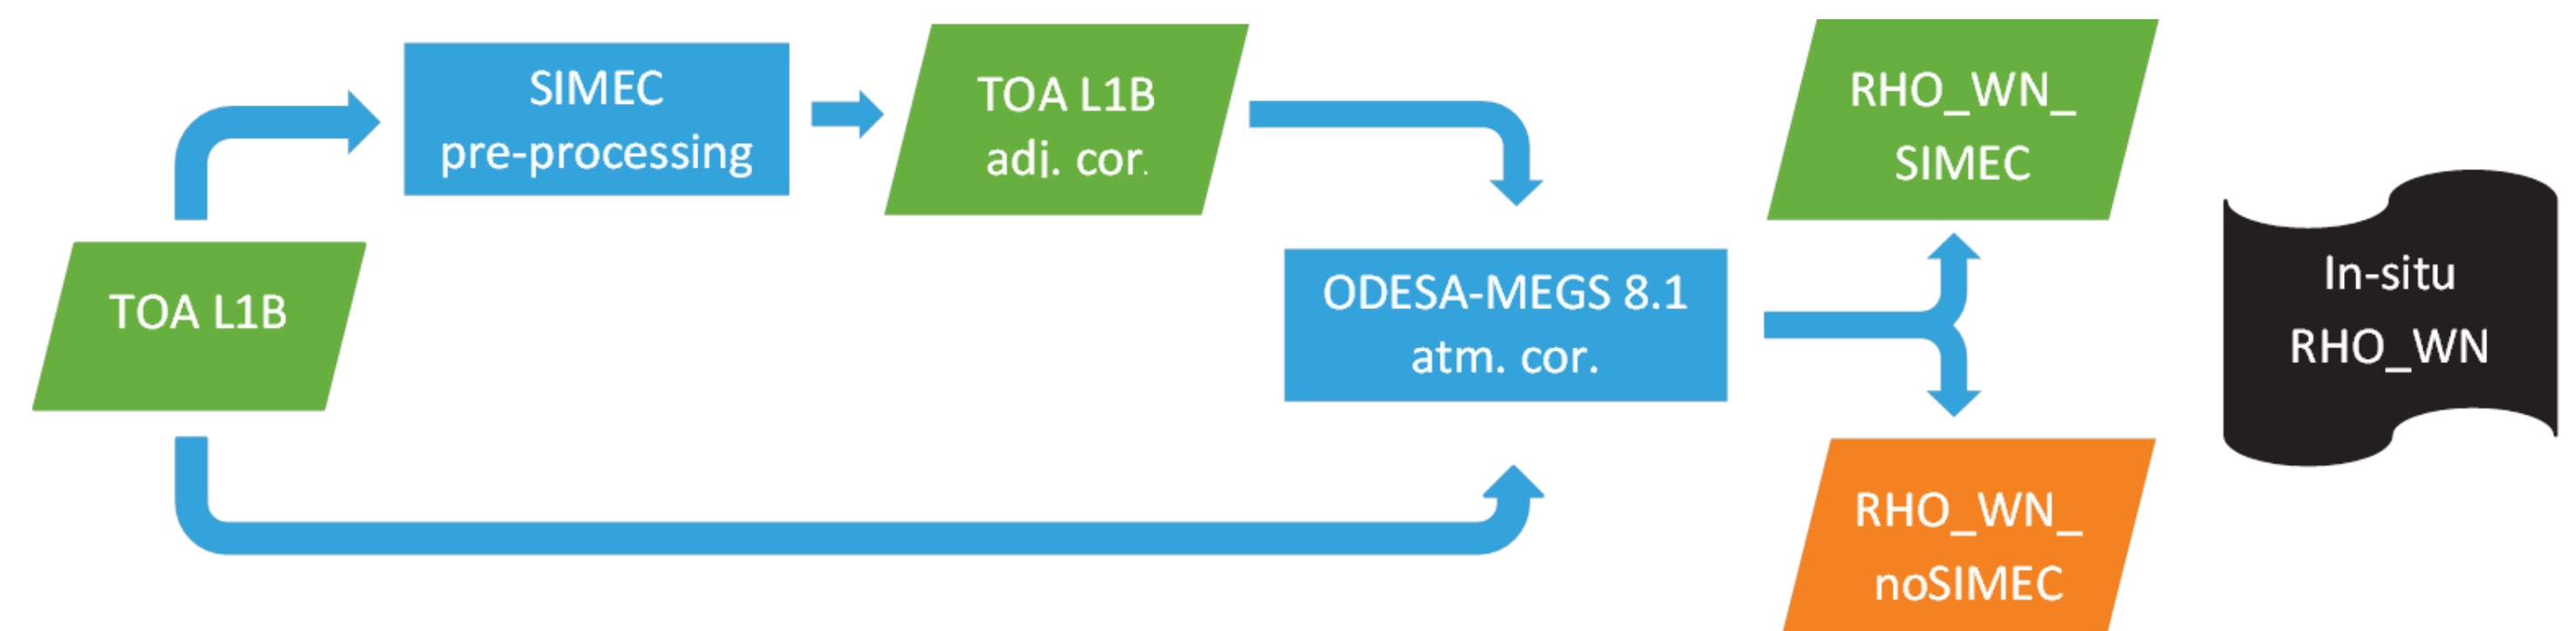 SIMEC
pre-processing
TOA L1B
adj. cor.
RHO_WN_
SIMEC
TOA L1B
ODESA-MEGS 8.1
atm. cor.
In-situ
RHO_WN
RHO_WN_
noSIMEC